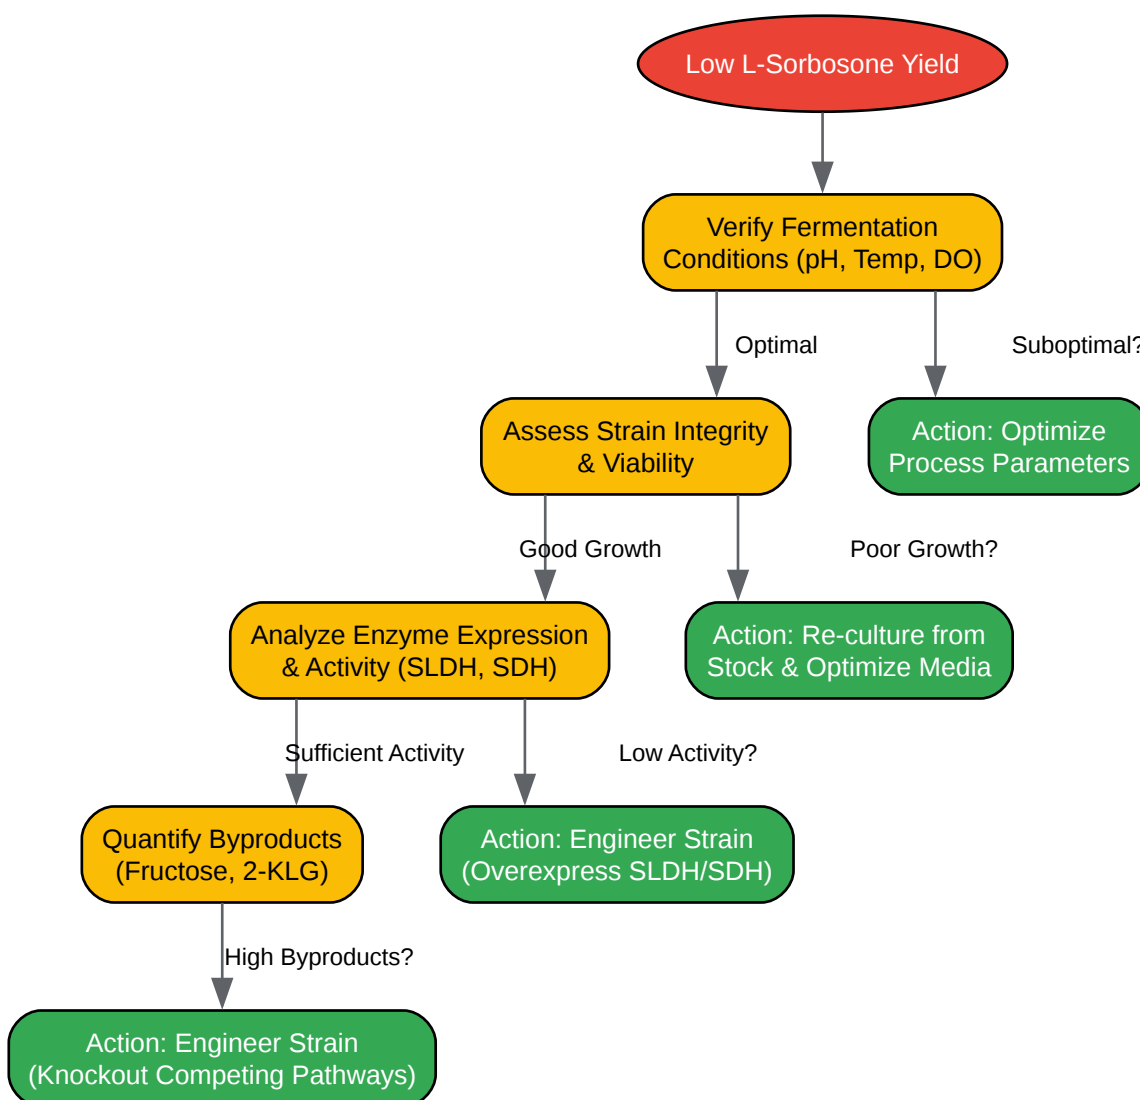 Low L-Sorbosone Yield
Verify Fermentation
Conditions (pH, Temp, DO)
Optimal
Suboptimal?
Assess Strain Integrity
& Viability
Action: Optimize
Process Parameters
Good Growth
Poor Growth?
Analyze Enzyme Expression
& Activity (SLDH, SDH)
Action: Re-culture from
Stock & Optimize Media
Sufficient Activity
Low Activity?
Quantify Byproducts
(Fructose, 2-KLG)
Action: Engineer Strain
(Overexpress SLDH/SDH)
High Byproducts?
Action: Engineer Strain
(Knockout Competing Pathways)